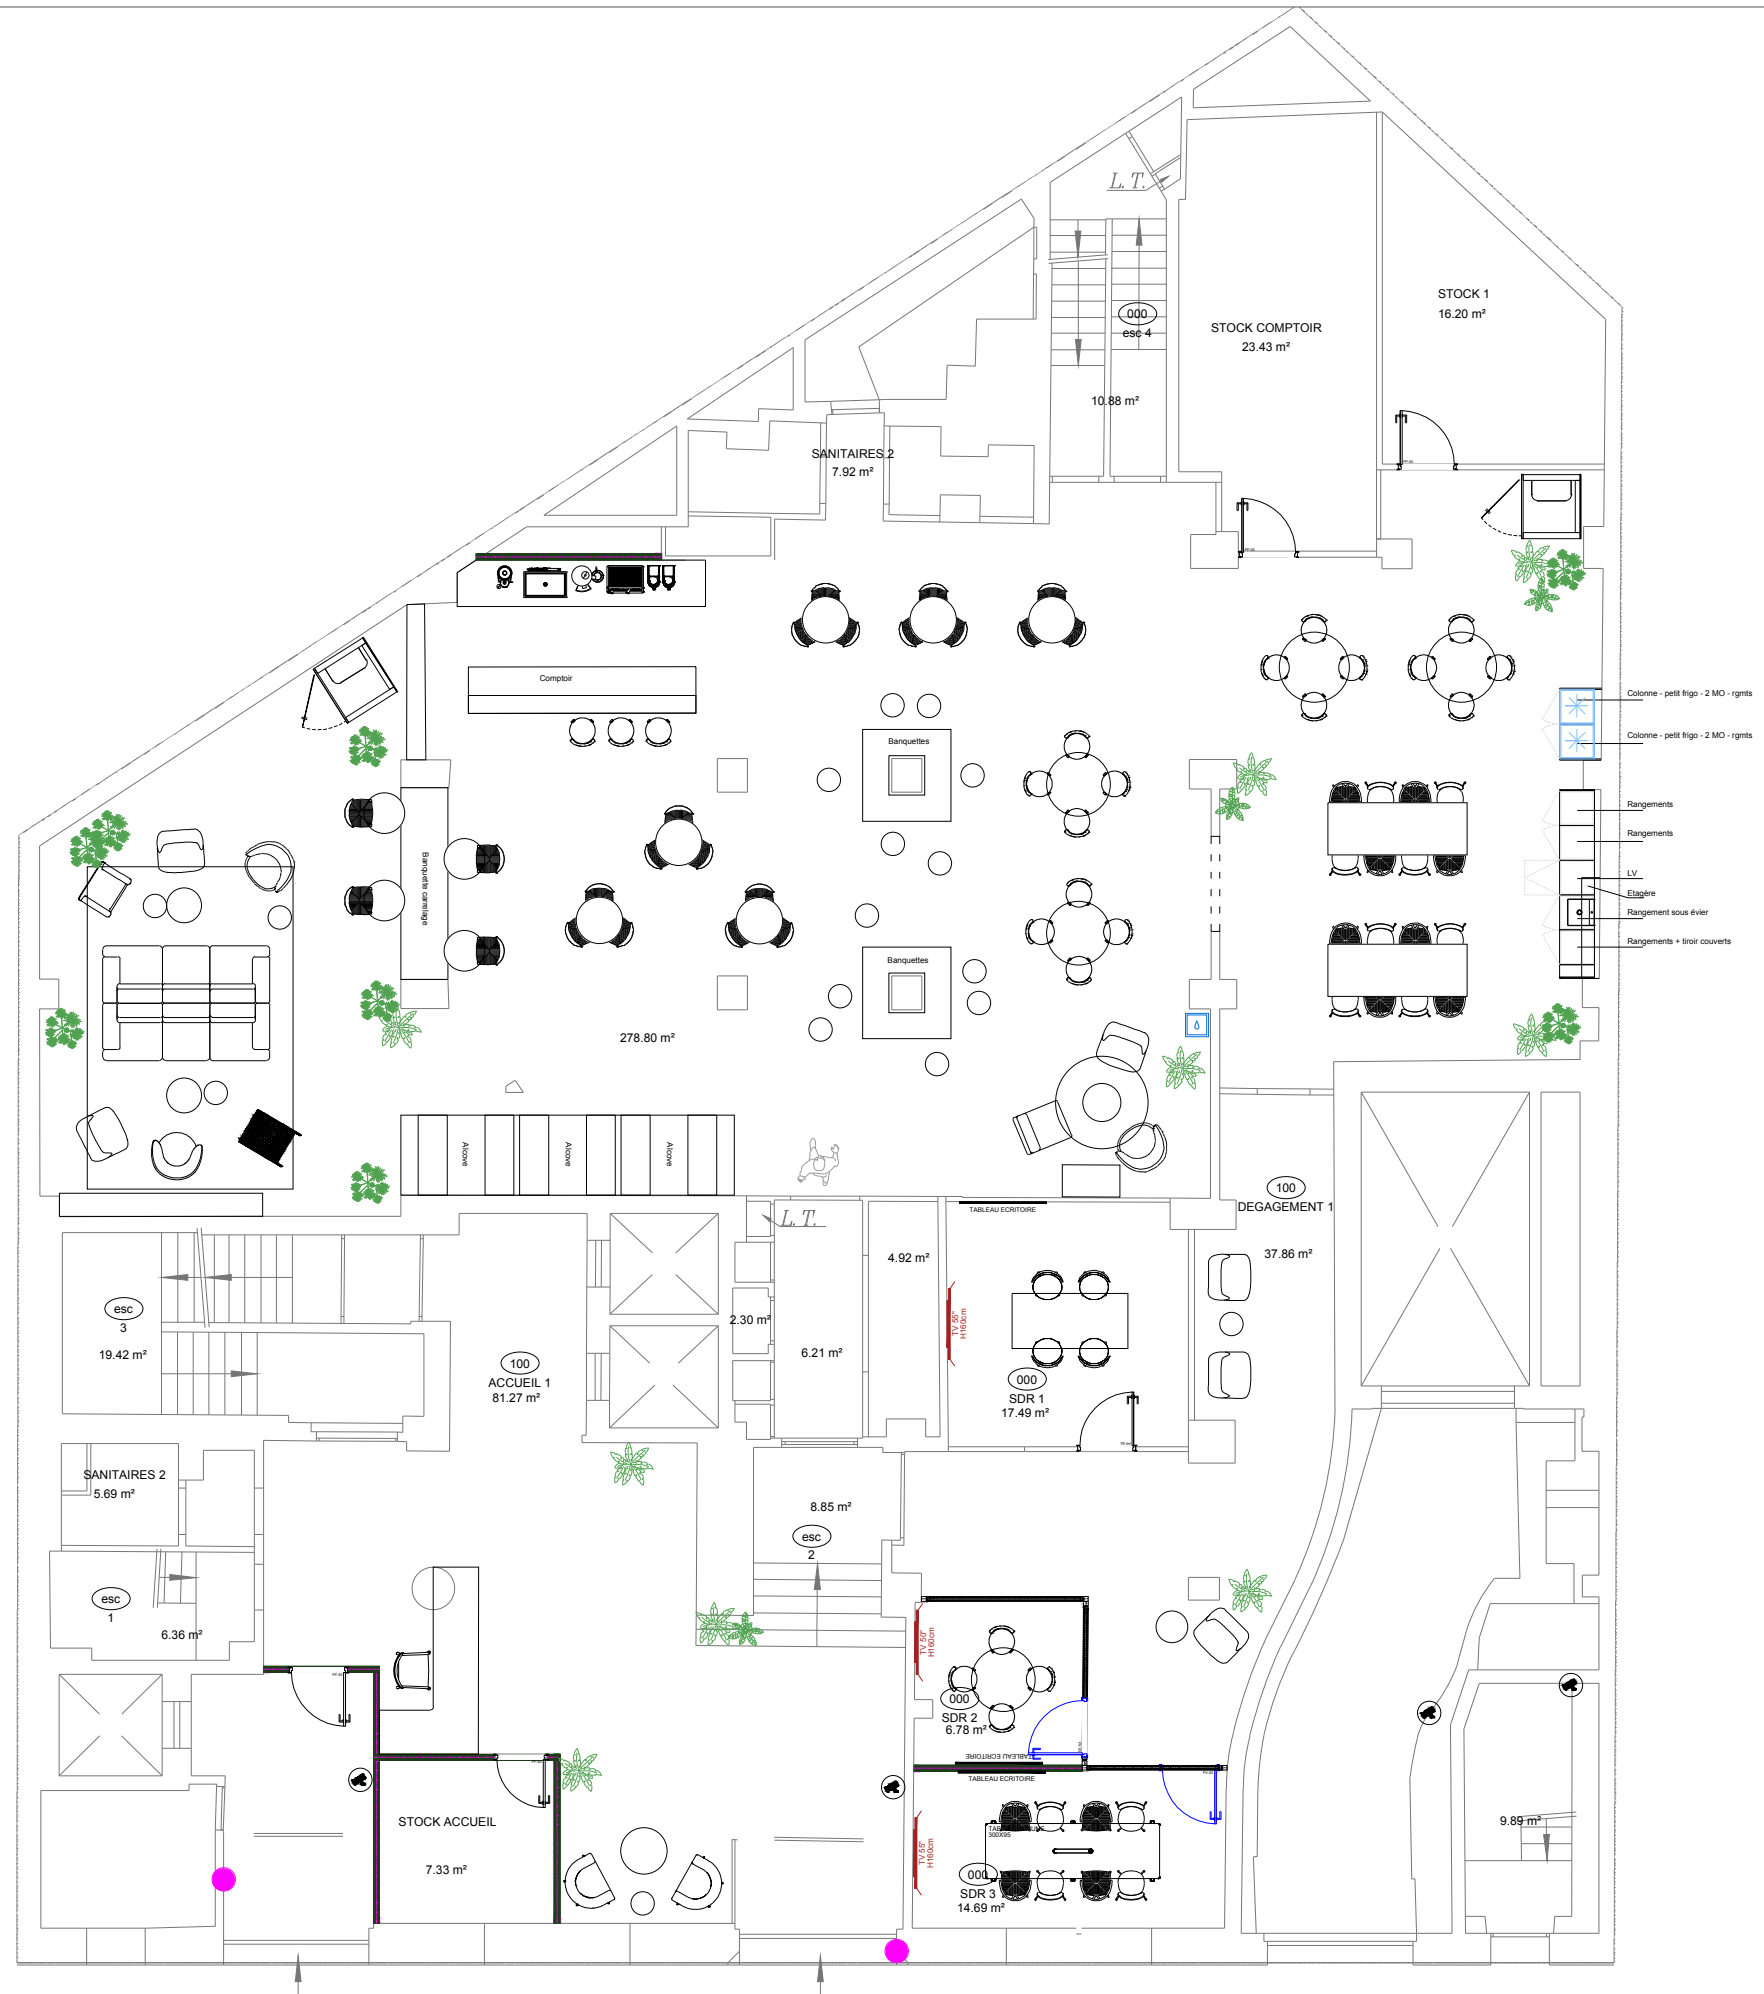 L.T.
STOCK 1
16.20 m²
000
esc 4
STOCK COMPTOIR
23.43 m²
10.88 m²
SANITAIRES 2
7.92 m²
Comptoir
Colonne - petit frigo - 2 MO - rgmts
Colonne - petit frigo - 2 MO - rgmts
Banquettes
Rangements
Rangements
Banquette carrelage
LV
Etagère
Rangement sous évier
Rangements + tiroir couverts
Banquettes
278.80 m²
Alcove
Alcove
Alcove
100
DEGAGEMENT 1
37.86 m²
TABLEAU ECRITOIRE
L.T.
4.92 m²
esc
3
19.42 m²
2.30 m²
TV 55"
H160cm
6.21 m²
100
ACCUEIL 1
81.27 m²
000
SDR 1
17.49 m²
SANITAIRES 2
5.69 m²
8.85 m²
esc
2
esc
1
6.36 m²
TV 50"
H160cm
000
SDR 2
6.78 m²
TABLEAU ECRITOIRE
TABLEAU ECRITOIRE
STOCK ACCUEIL
7.33 m²
9.89 m²
300X95
TV 55"
H160cm
000
SDR 3
14.69 m²